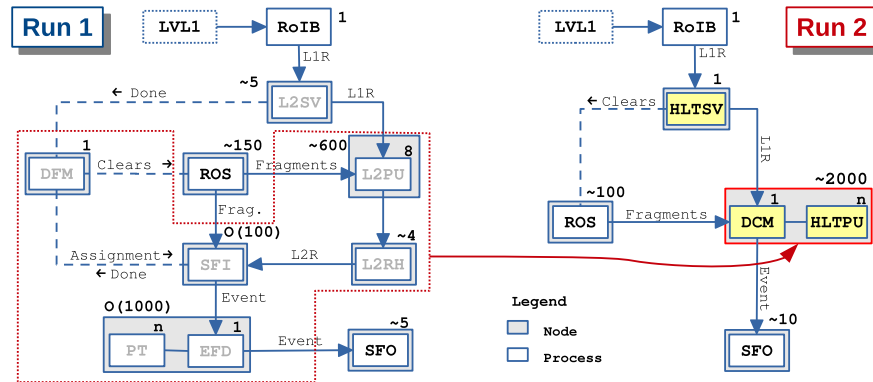 Run 1
LVL1
RoIB
1
L1R
~5
← Done
L2SV
L1R
1
DFM
Clears →
~150
ROS
Fragments
~600
8
L2PU
Frag.
O(100)
Assignment→
← Done
SFI
L2R
~4
L2RH
Event
O(1000)
n
PT
1
EFD
Event
~5
SFO
Run 2
LVL1
RoIB
1
L1R
1
← Clears
HLTSV
L1R
~100
ROS
Fragments
~2000
1
DCM
n
HLTPU
Event
~10
SFO
Legend
Node
Process